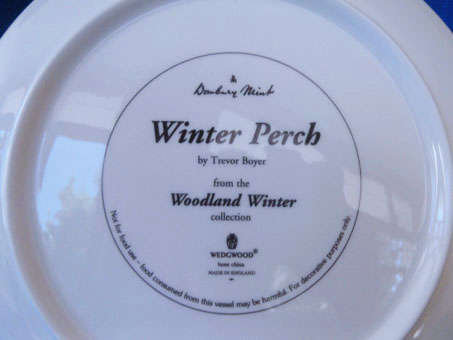 Danbury Mint
Winter Perch
by Trevor Boyer
from the
Woodland Winter
collection
WEDGWOOD®
bone china
MADE IN ENGLAND
Not for food use - food consumed from this vessel may be harmful. For decorative purposes only.